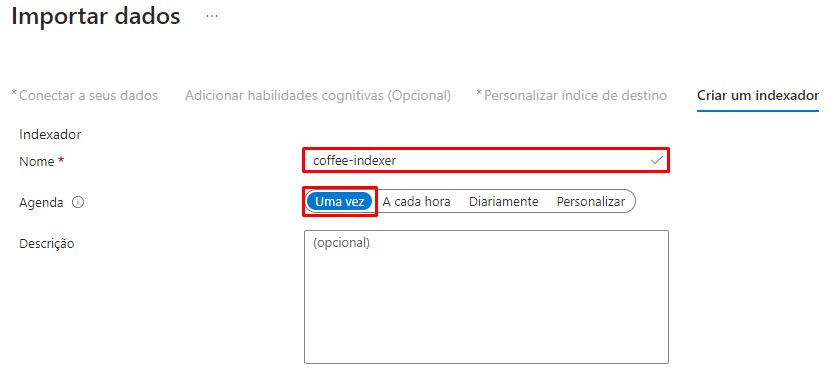 Importar dados ...
* Conectar a seus dados Adicionar habilidades cognitivas (Opcional) * Personalizar índice de destino Criar um indexador
Indexador
Nome * coffee-indexer
Agenda Uma vez A cada hora Diariamente Personalizar
Descrição (opcional)